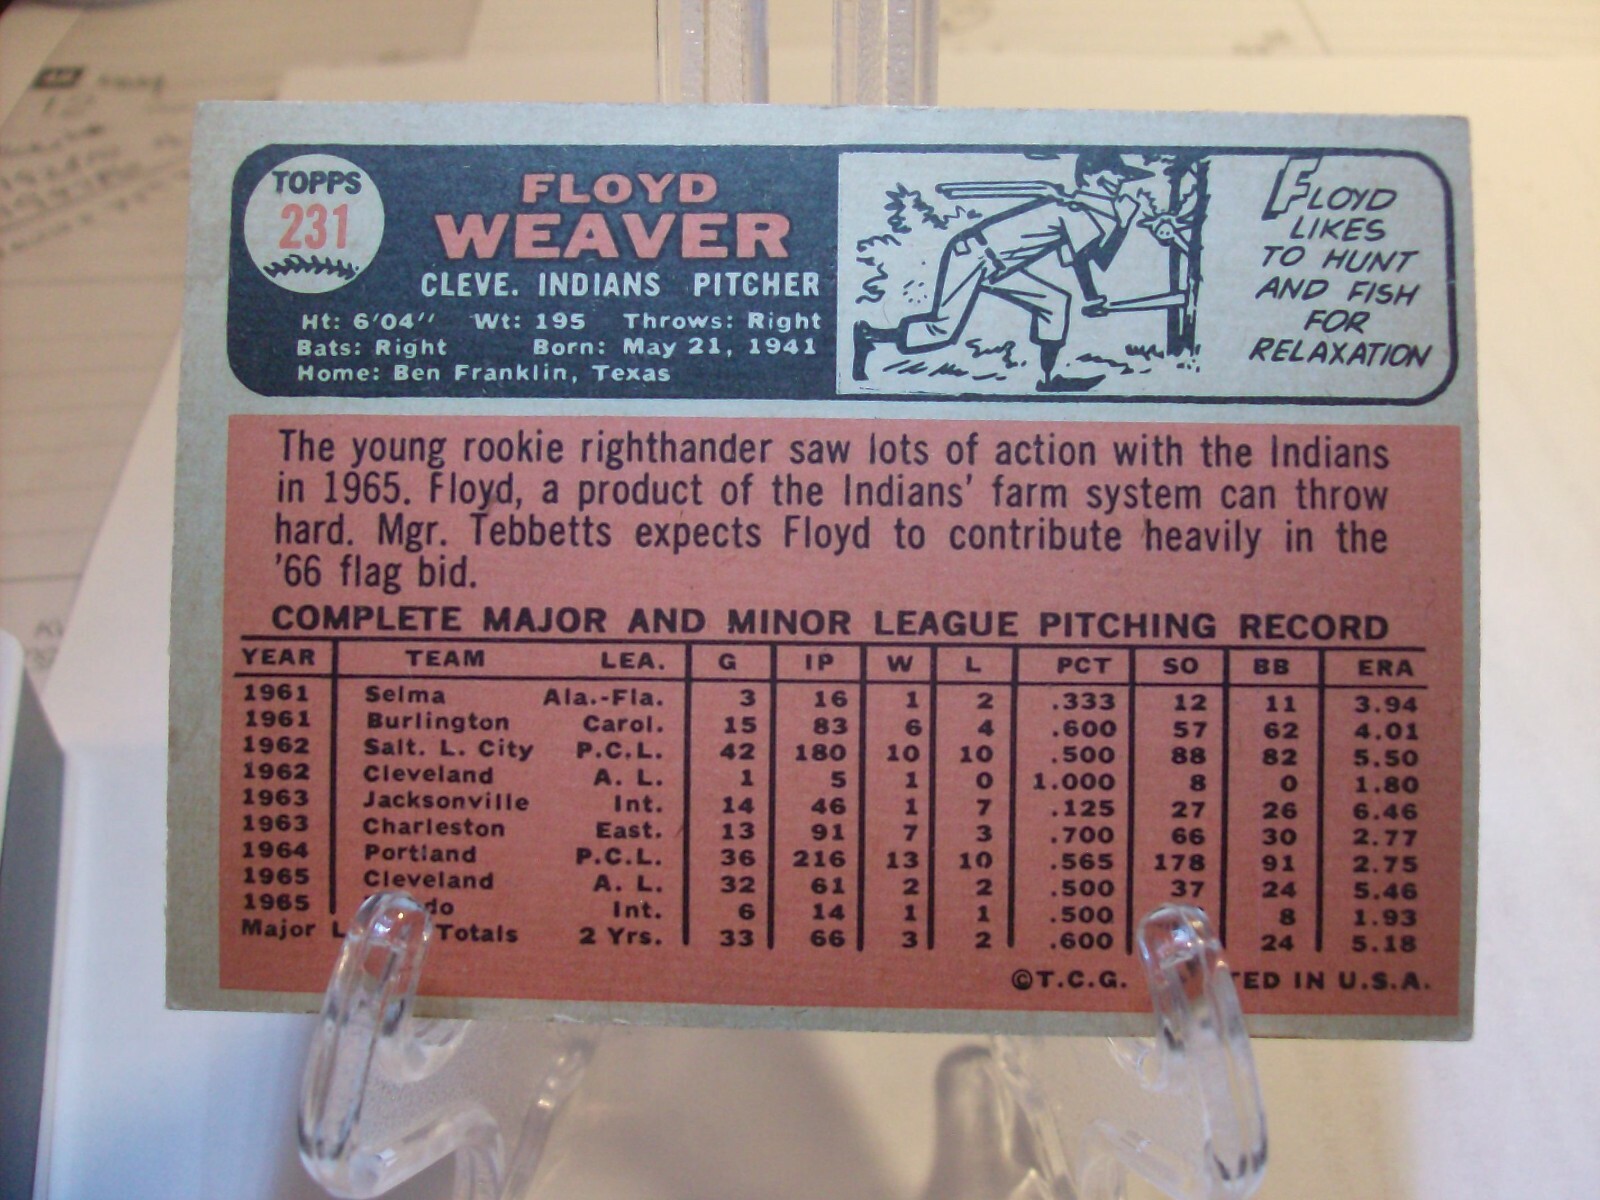 TOPPS
231
FLOYD
WEAVER
CLEVE. INDIANS PITCHER
Ht: 6'04" Wt: 195 Throws: Right
Bats: Right Born: May 21, 1941
Home: Ben Franklin, Texas
FLOYD
LIKES
TO HUNT
AND FISH
FOR
RELAXATION
The young rookie righthander saw lots of action with the Indians
in 1965. Floyd, a product of the Indians' farm system can throw
hard. Mgr. Tebbetts expects Floyd to contribute heavily in the
'66 flag bid.
COMPLETE MAJOR AND MINOR LEAGUE PITCHING RECORD
YEAR TEAM LEA. G IP W L PCT SO BB ERA
1961 Selma Ala.-Fla. 3 16 1 2 .333 12 11 3.94
1961 Burlington Carol. 15 83 6 4 .600 57 62 4.01
1962 Salt. L. City P.C.L. 42 180 10 10 .500 88 82 5.50
1962 Cleveland A. L. 1 5 1 0 1.000 8 0 1.80
1963 Jacksonville Int. 14 46 1 7 .125 27 26 6.46
1963 Charleston East. 13 91 7 3 .700 66 30 2.77
1964 Portland P.C.L. 36 216 13 10 .565 178 91 2.75
1965 Cleveland A. L. 32 61 2 2 .500 37 24 5.46
1965 Int. 6 14 1 1 .500 8 1.93
Major Totals 2 Yrs. 33 66 3 2 .600 24 5.18
©T.C.G. IN U.S.A.